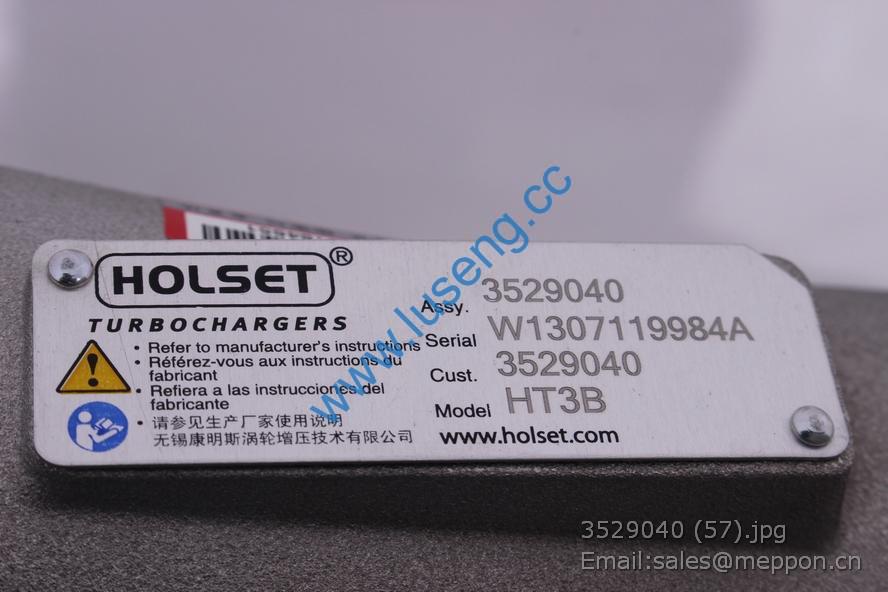 HOLSET®
TURBOCHARGERS
• Refer to manufacturer's instructions
• Référez-vous aux instructions du
fabricant
• Refiera a las instrucciones del
fabricante
• 请参见生产厂家使用说明
无锡康明斯涡轮增压技术有限公司
Assy. 3529040
Serial W1307119984A
Cust. 3529040
Model HT3B
www.holset.com
www.luseng.cc
3529040 (57).jpg
Email:sales@meppon.cn